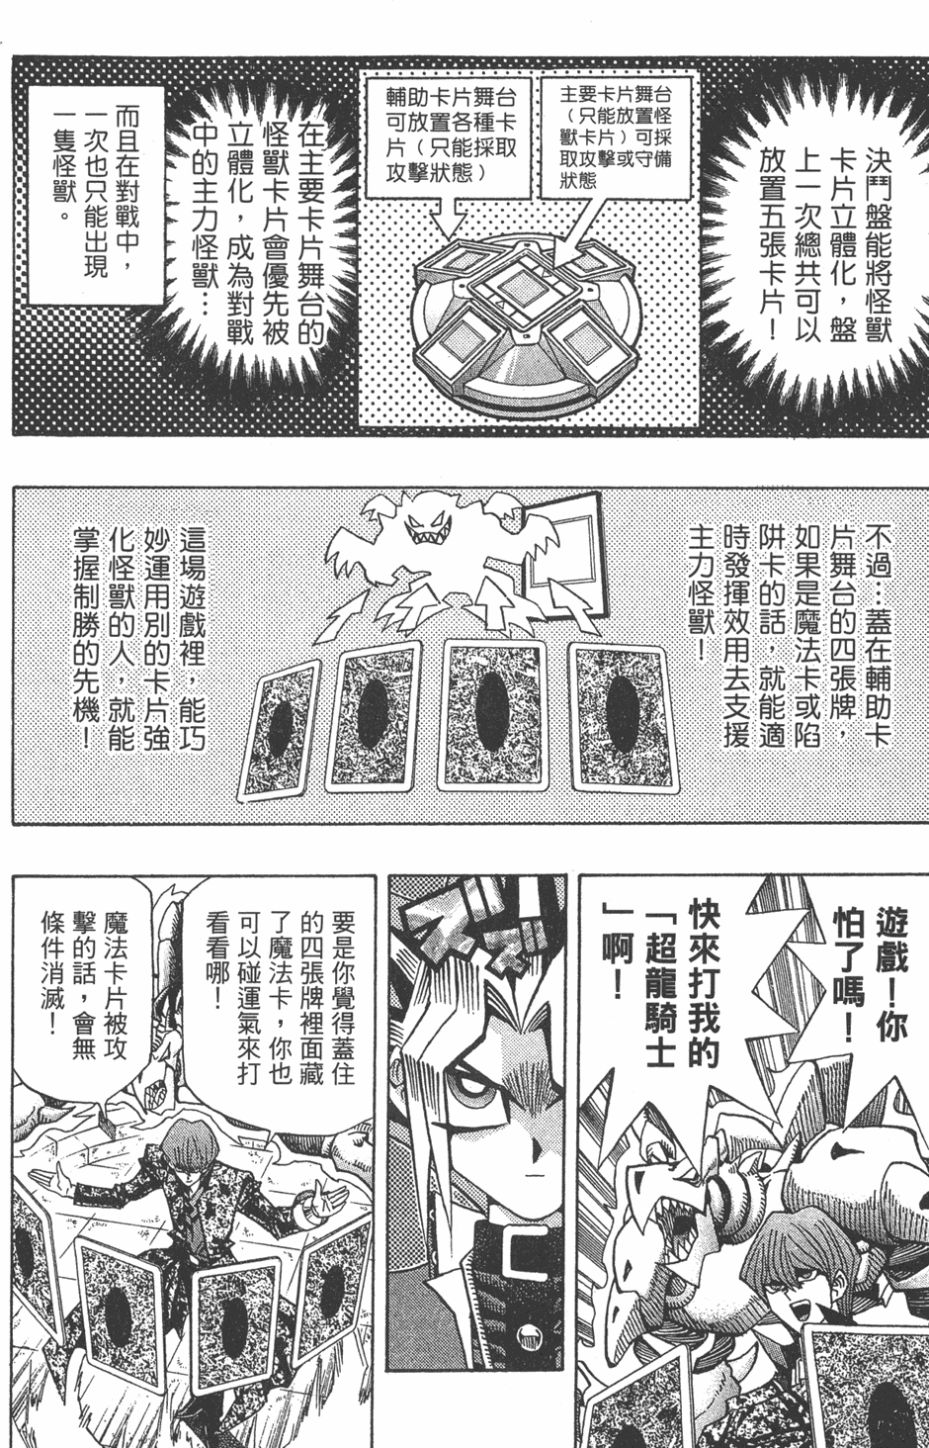 決鬥盤能將怪獸
卡片立體化，盤
上一次總共可以
放置五張卡片！
主要卡片舞台
（只能放置怪
獸卡片）可採
取攻擊或守備
狀態
輔助卡片舞台
可放置各種卡
片（只能採取
攻擊狀態）
在主要卡片舞台的
怪獸卡片會優先被
立體化，成為對戰
中的主力怪獸…
而且在對戰中，
一次也只能出現
一隻怪獸。
不過…蓋在輔助卡
片舞台的四張牌，
如果是魔法卡或陷
阱卡的話，就能適
時發揮效用去支援
主力怪獸！
這場遊戲裡，能巧
妙運用別的卡片強
化怪獸的人，就能
掌握制勝的先機！
遊戲！你
怕了嗎！
快來打我的
「超龍騎士
」啊！
要是你覺得蓋住
的四張牌裡面藏
了魔法卡，你也
可以碰運氣來打
看看哪！
魔法卡片被攻
擊的話，會無
條件消滅！